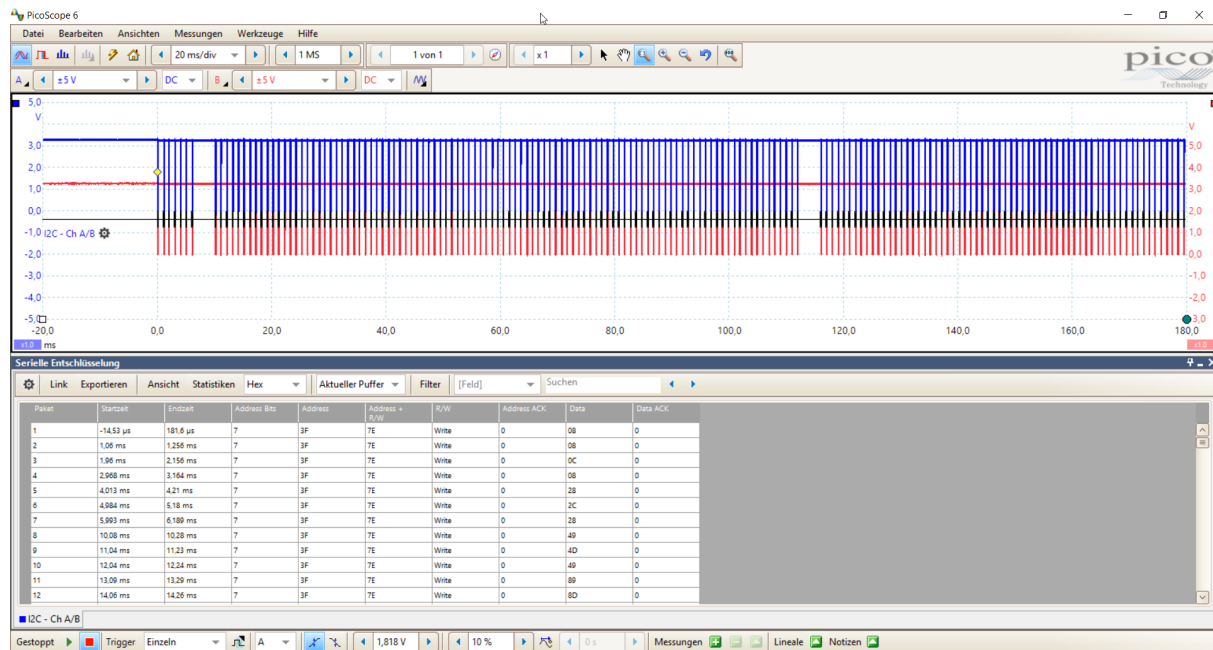 PicoScope 6
Datei Bearbeiten Ansichten Messungen Werkzeuge Hilfe
20 ms/div 1 MS 1 von 1 x 1
pico
Technology
A ±5 V DC B ±5 V DC
5,0
V
3,0
2,0
1,0
0,0
-1,0
-2,0
-3,0
-4,0
-5,0
I2C - Ch A/B
V
5,0
3,0
2,0
1,0
0,0
-1,0
-2,0
-3,0
-20,0 0,0 20,0 40,0 60,0 80,0 100,0 120,0 140,0 160,0 180,0
x1.0 ms x1.0
Serielle Entschlüsselung
Link Exportieren Ansicht Statistiken Hex Aktueller Puffer Filter [Feld] Suchen
Paket Startzeit Endzeit Address Bits Address Address + R/W R/W Address ACK Data Data ACK
1 -14,53 µs 181,6 µs 7 3F 7E Write 0 08 0
2 1,06 ms 1,256 ms 7 3F 7E Write 0 08 0
3 1,96 ms 2,156 ms 7 3F 7E Write 0 0C 0
4 2,968 ms 3,164 ms 7 3F 7E Write 0 08 0
5 4,013 ms 4,21 ms 7 3F 7E Write 0 28 0
6 4,984 ms 5,18 ms 7 3F 7E Write 0 2C 0
7 5,993 ms 6,189 ms 7 3F 7E Write 0 28 0
8 10,08 ms 10,28 ms 7 3F 7E Write 0 49 0
9 11,04 ms 11,23 ms 7 3F 7E Write 0 4D 0
10 12,04 ms 12,24 ms 7 3F 7E Write 0 49 0
11 13,09 ms 13,29 ms 7 3F 7E Write 0 89 0
12 14,06 ms 14,26 ms 7 3F 7E Write 0 8D 0
I2C - Ch A/B
Gestoppt Trigger Einzeln A 1,818 V 10 % 0 s Messungen Lineale Notizen